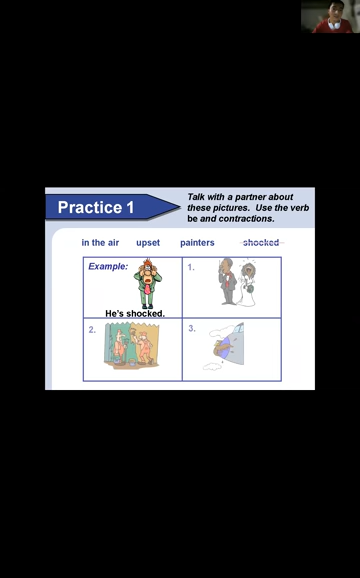 Practice 1
Talk with a partner about
these pictures. Use the verb
be and contractions.
in the air upset painters shocked
Example:
1.
He's shocked.
2.
3.